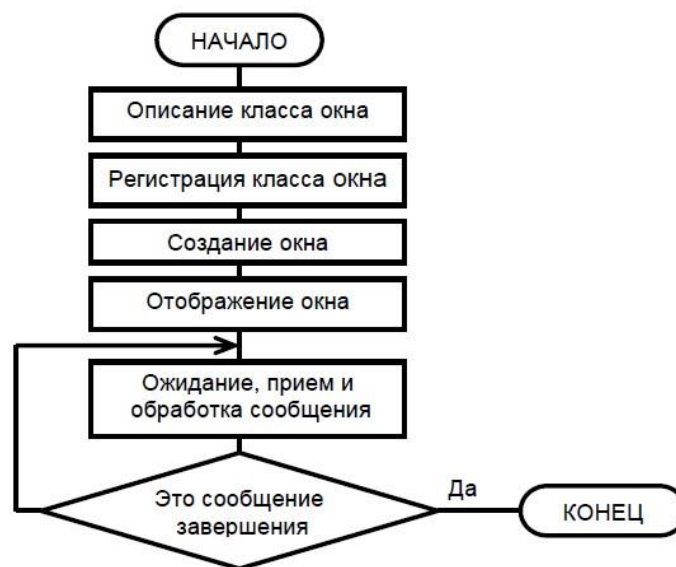 НАЧАЛО
Описание класса окна
Регистрация класса окна
Создание окна
Отображение окна
Ожидание, прием и
обработка сообщения
Это сообщение
завершения
Да
КОНЕЦ